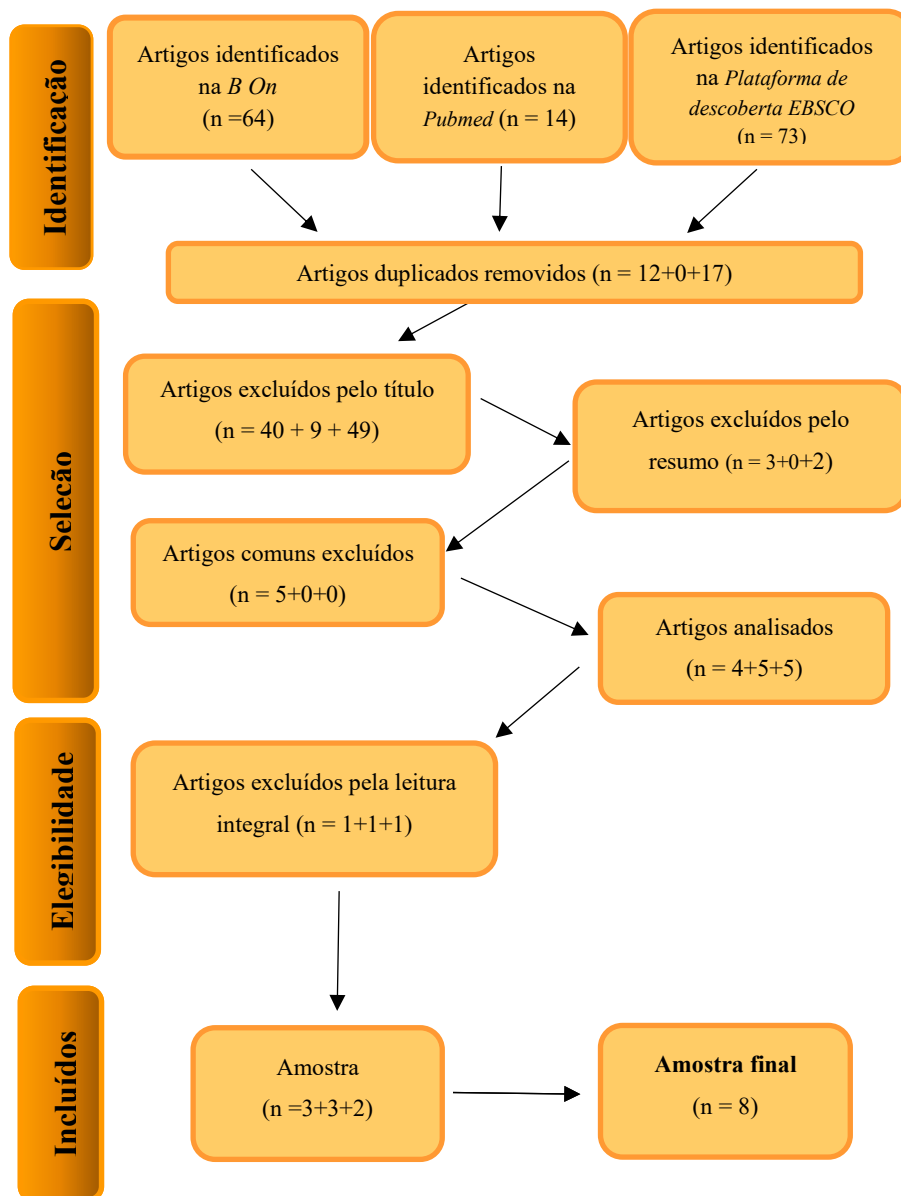 Identificação
Artigos identificados
na B On
(n =64)
Artigos
identificados na
Pubmed (n = 14)
Artigos identificados
na Plataforma de
descoberta EBSCO
(n = 73)
Artigos duplicados removidos (n = 12+0+17)
Seleção
Artigos excluídos pelo título
(n = 40 + 9 + 49)
Artigos excluídos pelo
resumo (n = 3+0+2)
Artigos comuns excluídos
(n = 5+0+0)
Artigos analisados
(n = 4+5+5)
Elegibilidade
Artigos excluídos pela leitura
integral (n = 1+1+1)
Incluídos
Amostra
(n =3+3+2)
Amostra final
(n = 8)